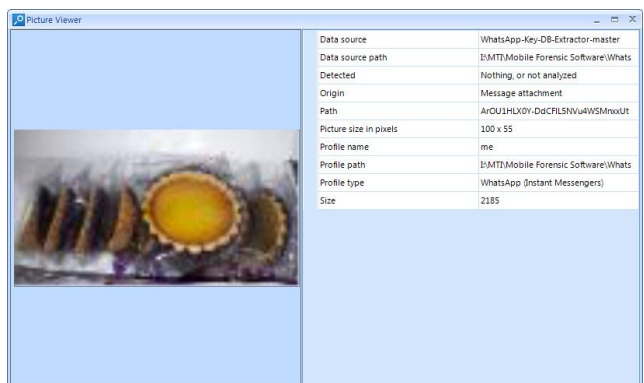 Picture Viewer
Data source WhatsApp-Key-DB-Extractor-master
Data source path I:\MTI\Mobile Forensic Software\Whats
Detected Nothing, or not analyzed
Origin Message attachment
Path ArOU1HLX0Y-DdCFIL5NVu4WSMnxxUt
Picture size in pixels 100 x 55
Profile name me
Profile path I:\MTI\Mobile Forensic Software\Whats
Profile type WhatsApp (Instant Messengers)
Size 2185